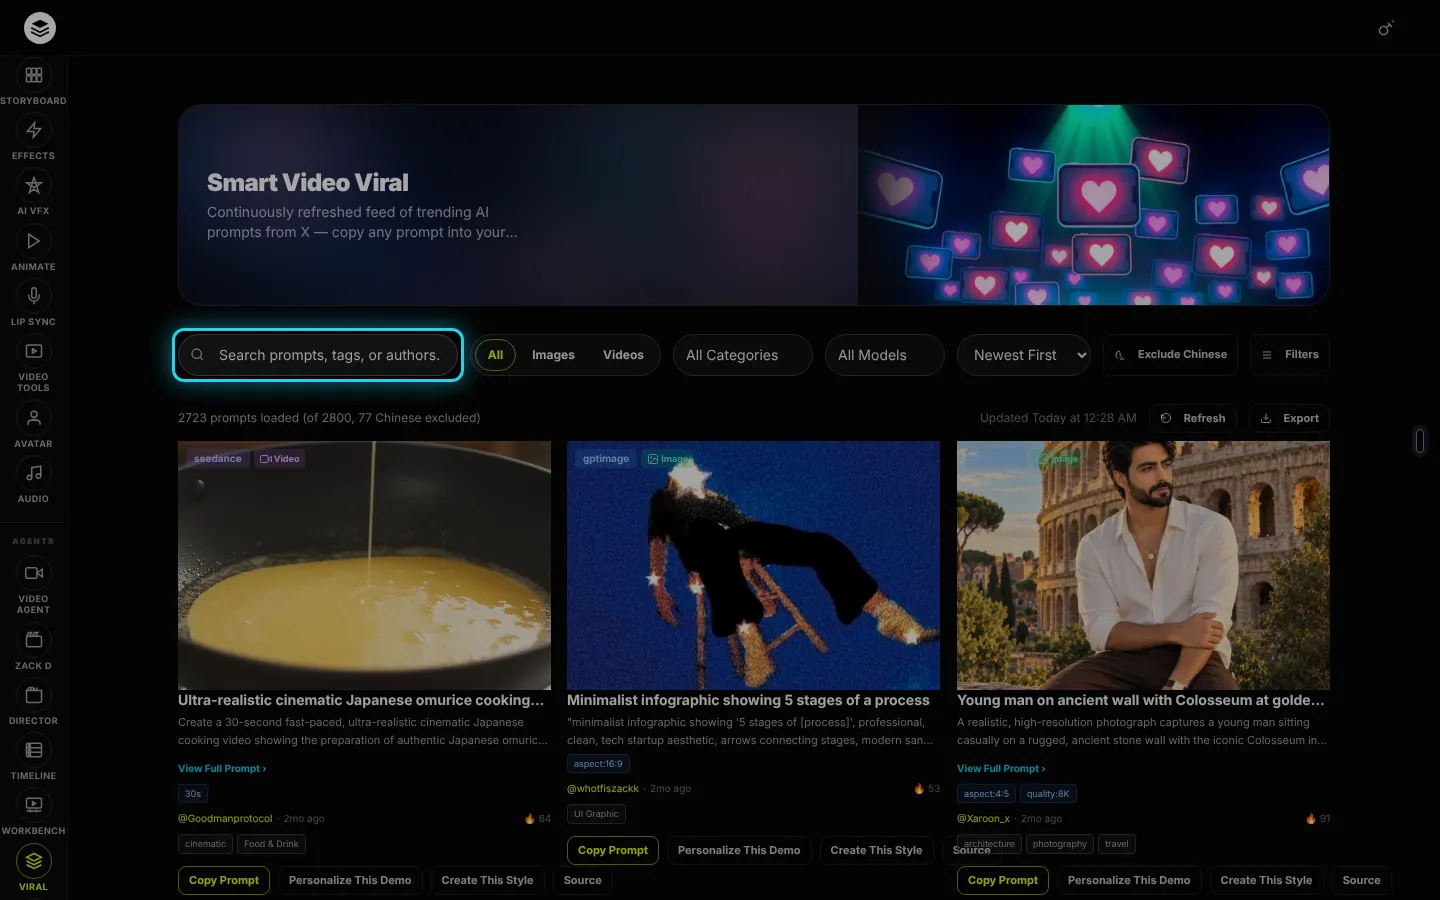 STORYBOARD
EFFECTS
AI VFX
ANIMATE
LIP SYNC
VIDEO
TOOLS
AVATAR
AUDIO
AGENTS
VIDEO
AGENT
ZACK D
DIRECTOR
TIMELINE
WORKBENCH
VIRAL
Smart Video Viral
Continuously refreshed feed of trending AI
prompts from X — copy any prompt into your...
Search prompts, tags, or authors.
All
Images
Videos
All Categories
All Models
Newest First
Exclude Chinese
Filters
2723 prompts loaded (of 2800, 77 Chinese excluded)
Updated Today at 12:28 AM
Refresh
Export
seedance
Video
Ultra-realistic cinematic Japanese omurice cooking...
Create a 30-second fast-paced, ultra-realistic cinematic Japanese
cooking video showing the preparation of authentic Japanese omuric...
View Full Prompt ›
30s
@Goodmanprotocol · 2mo ago
64
cinematic
Food & Drink
Copy Prompt
Personalize This Demo
Create This Style
Source
gptimage
Image
Minimalist infographic showing 5 stages of a process
"minimalist infographic showing '5 stages of [process]', professional,
clean, tech startup aesthetic, arrows connecting stages, modern san...
aspect:16:9
@whotfiszackk · 2mo ago
53
UI Graphic
Copy Prompt
Personalize This Demo
Create This Style
Source
Image
Young man on ancient wall with Colosseum at golde...
A realistic, high-resolution photograph captures a young man sitting
casually on a rugged, ancient stone wall with the iconic Colosseum in...
View Full Prompt ›
aspect:4:5
quality:8K
@Xaroon_x · 2mo ago
91
architecture
photography
travel
Copy Prompt
Personalize This Demo
Create This Style
Source